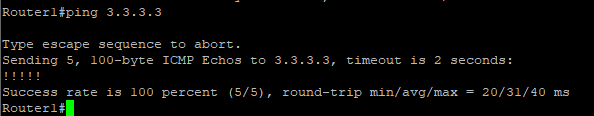 Router1#ping 3.3.3.3
Type escape sequence to abort.
Sending 5, 100-byte ICMP Echos to 3.3.3.3, timeout is 2 seconds:
!!!!!
Success rate is 100 percent (5/5), round-trip min/avg/max = 20/31/40 ms
Router1#